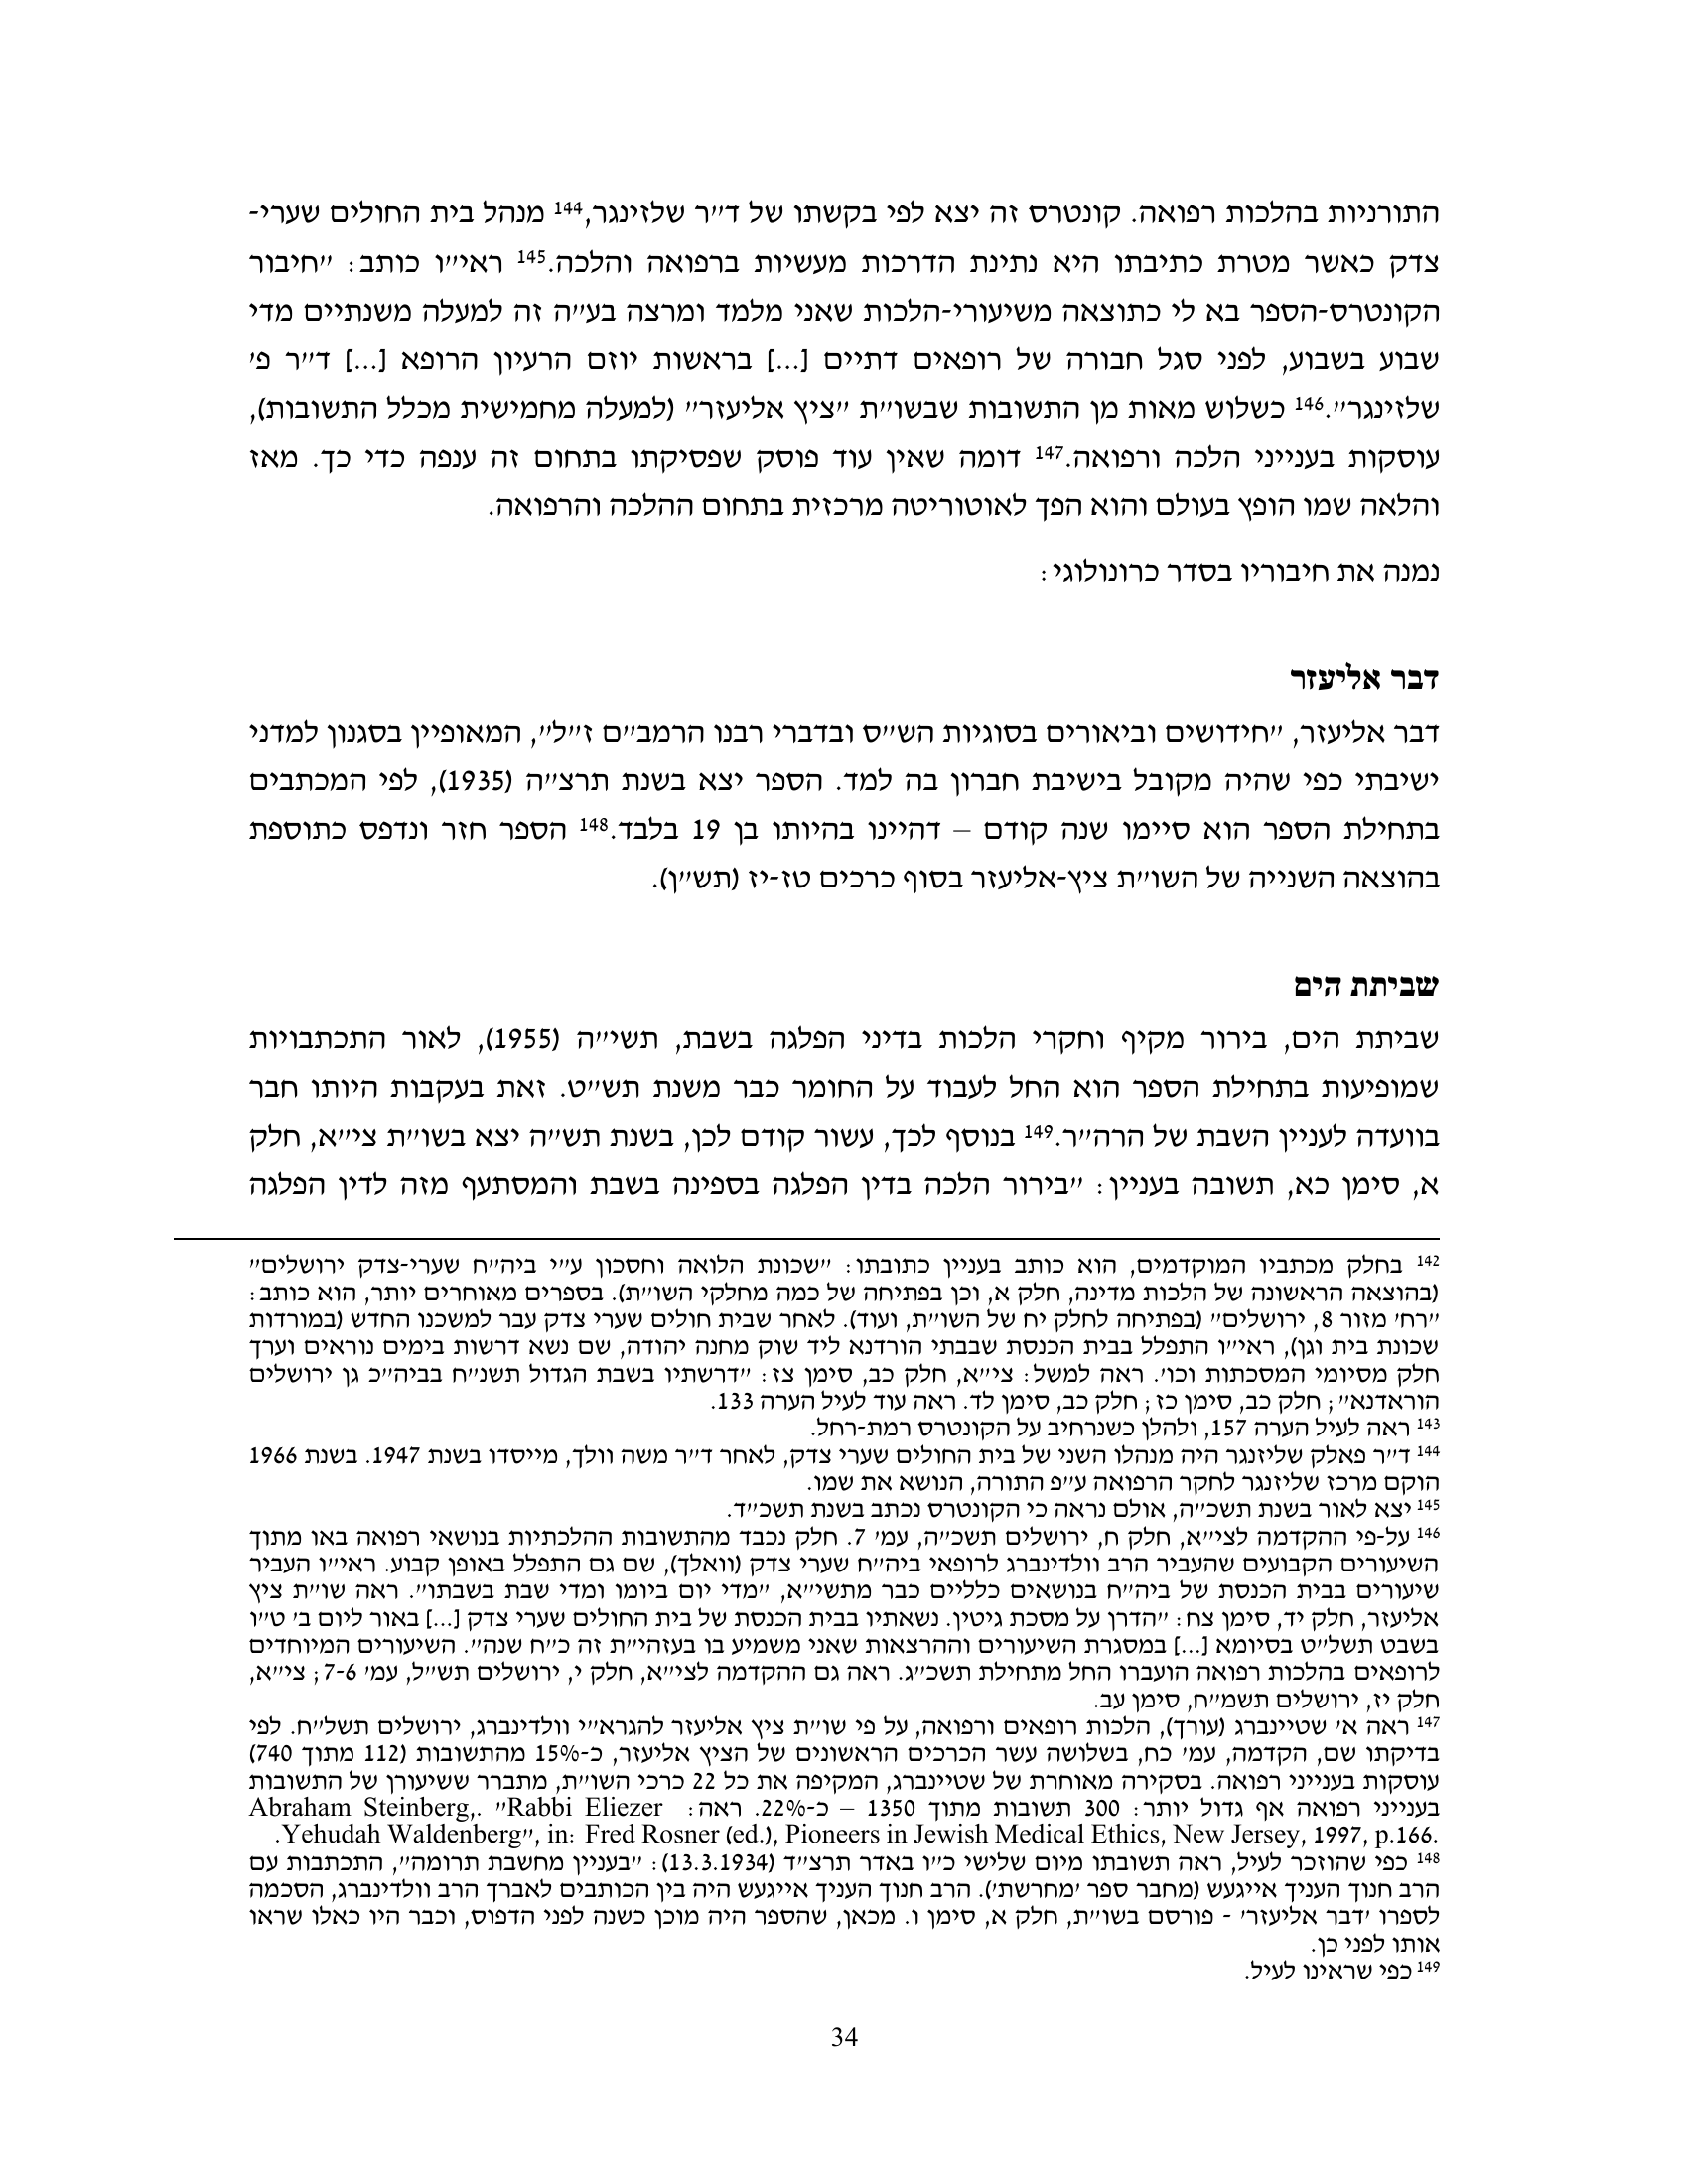 התורניות בהלכות רפואה. קונטרס זה יצא לפי בקשתו של ד״ר שלזינגר,144 מנהל בית החולים שערי-
צדק כאשר מטרת כתיבתו היא נתינת הדרכות מעשיות ברפואה והלכה.145 ראי״ו כותב: ״חיבור
הקונטרס-הספר בא לי כתוצאה משיעורי-הלכות שאני מלמד ומרצה בע״ה זה למעלה משנתיים מדי
שבוע בשבוע, לפני סגל חבורה של רופאים דתיים [...] בראשות יוזם הרעיון הרופא [...] ד״ר פ׳
שלזינגר״.146 כשלוש מאות מן התשובות שבשו״ת ״ציץ אליעזר״ (למעלה מחמישית מכלל התשובות),
עוסקות בענייני הלכה ורפואה.147 דומה שאין עוד פוסק שפסיקתו בתחום זה ענפה כדי כך. מאז
והלאה שמו הופץ בעולם והוא הפך לאוטוריטה מרכזית בתחום ההלכה והרפואה.
נמנה את חיבוריו בסדר כרונולוגי:
דבר אליעזר
דבר אליעזר, ״חידושים וביאורים בסוגיות הש״ס ובדברי רבנו הרמב״ם ז״ל״, המאופיין בסגנון למדני
ישיבתי כפי שהיה מקובל בישיבת חברון בה למד. הספר יצא בשנת תרצ״ה (1935), לפי המכתבים
בתחילת הספר הוא סיימו שנה קודם – דהיינו בהיותו בן 19 בלבד.148 הספר חזר ונדפס כתוספת
בהוצאה השנייה של השו״ת ציץ-אליעזר בסוף כרכים טז-יז (תש״ן).
שביתת הים
שביתת הים, בירור מקיף וחקרי הלכות בדיני הפלגה בשבת, תשי״ה (1955), לאור התכתבויות
שמופיעות בתחילת הספר הוא החל לעבוד על החומר כבר משנת תש״ט. זאת בעקבות היותו חבר
בוועדה לעניין השבת של הרה״ר.149 בנוסף לכך, עשור קודם לכן, בשנת תש״ה יצא בשו״ת צי״א, חלק
א, סימן כא, תשובה בעניין: ״בירור הלכה בדין הפלגה בספינה בשבת והמסתעף מזה לדין הפלגה
142 בחלק מכתביו המוקדמים, הוא כותב בעניין כתובתו: ״שכונת הלואה וחסכון ע״י ביה״ח שערי-צדק ירושלים״
(בהוצאה הראשונה של הלכות מדינה, חלק א, וכן בפתיחה של כמה מחלקי השו״ת). בספרים מאוחרים יותר, הוא כותב:
״רח׳ מזור 8, ירושלים״ (בפתיחה לחלק יח של השו״ת, ועוד). לאחר שבית חולים שערי צדק עבר למשכנו החדש (במורדות
שכונת בית וגן), ראי״ו התפלל בבית הכנסת שבבתי הורדנא ליד שוק מחנה יהודה, שם נשא דרשות בימים נוראים וערך
חלק מסיומי המסכתות וכו׳. ראה למשל: צי״א, חלק כב, סימן צז: ״דרשתיו בשבת הגדול תשנ״ח בביה״כ גן ירושלים
הוראדנא״; חלק כב, סימן כז; חלק כב, סימן לד. ראה עוד לעיל הערה 133.
143 ראה לעיל הערה 157, ולהלן כשנרחיב על הקונטרס רמת-רחל.
144 ד״ר פאלק שליזנגר היה מנהלו השני של בית החולים שערי צדק, לאחר ד״ר משה וולך, מייסדו בשנת 1947. בשנת 1966
הוקם מרכז שליזנגר לחקר הרפואה ע״פ התורה, הנושא את שמו.
145 יצא לאור בשנת תשכ״ה, אולם נראה כי הקונטרס נכתב בשנת תשכ״ד.
146 על-פי ההקדמה לצי״א, חלק ח, ירושלים תשכ״ה, עמ׳ 7. חלק נכבד מהתשובות ההלכתיות בנושאי רפואה באו מתוך
השיעורים הקבועים שהעביר הרב וולדינברג לרופאי ביה״ח שערי צדק (וואלך), שם גם התפלל באופן קבוע. ראי״ו העביר
שיעורים בבית הכנסת של ביה״ח בנושאים כלליים כבר מתשי״א, ״מדי יום ביומו ומדי שבת בשבתו״. ראה שו״ת ציץ
אליעזר, חלק יד, סימן צח: ״הדרן על מסכת גיטין. נשאתיו בבית הכנסת של בית החולים שערי צדק [...] באור ליום ב׳ ט״ו
בשבט תשל״ט בסיומא [...] במסגרת השיעורים וההרצאות שאני משמיע בו בעזהי״ת זה כ״ח שנה״. השיעורים המיוחדים
לרופאים בהלכות רפואה הועברו החל מתחילת תשכ״ג. ראה גם ההקדמה לצי״א, חלק י, ירושלים תש״ל, עמ׳ 7-6; צי״א,
חלק יז, ירושלים תשמ״ח, סימן עב.
147 ראה א׳ שטיינברג (עורך), הלכות רופאים ורפואה, על פי שו״ת ציץ אליעזר להגרא״י וולדינברג, ירושלים תשל״ח. לפי
בדיקתו שם, הקדמה, עמ׳ כח, בשלושה עשר הכרכים הראשונים של הציץ אליעזר, כ-15% מהתשובות (112 מתוך 740)
עוסקות בענייני רפואה. בסקירה מאוחרת של שטיינברג, המקיפה את כל 22 כרכי השו״ת, מתברר ששיעורן של התשובות
בענייני רפואה אף גדול יותר: 300 תשובות מתוך 1350 – כ-22%. ראה: Abraham Steinberg,. ״Rabbi Eliezer
Yehudah Waldenberg״, in: Fred Rosner (ed.), Pioneers in Jewish Medical Ethics, New Jersey, 1997, p.166..
148 כפי שהוזכר לעיל, ראה תשובתו מיום שלישי כ״ו באדר תרצ״ד (13.3.1934): ״בעניין מחשבת תרומה״, התכתבות עם
הרב חנוך העניך אייגעש (מחבר ספר ׳מחרשת׳). הרב חנוך העניך אייגעש היה בין הכותבים לאברך הרב וולדינברג, הסכמה
לספרו ׳דבר אליעזר׳ - פורסם בשו״ת, חלק א, סימן ו. מכאן, שהספר היה מוכן כשנה לפני הדפוס, וכבר היו כאלו שראו
אותו לפני כן.
149 כפי שראינו לעיל.
34